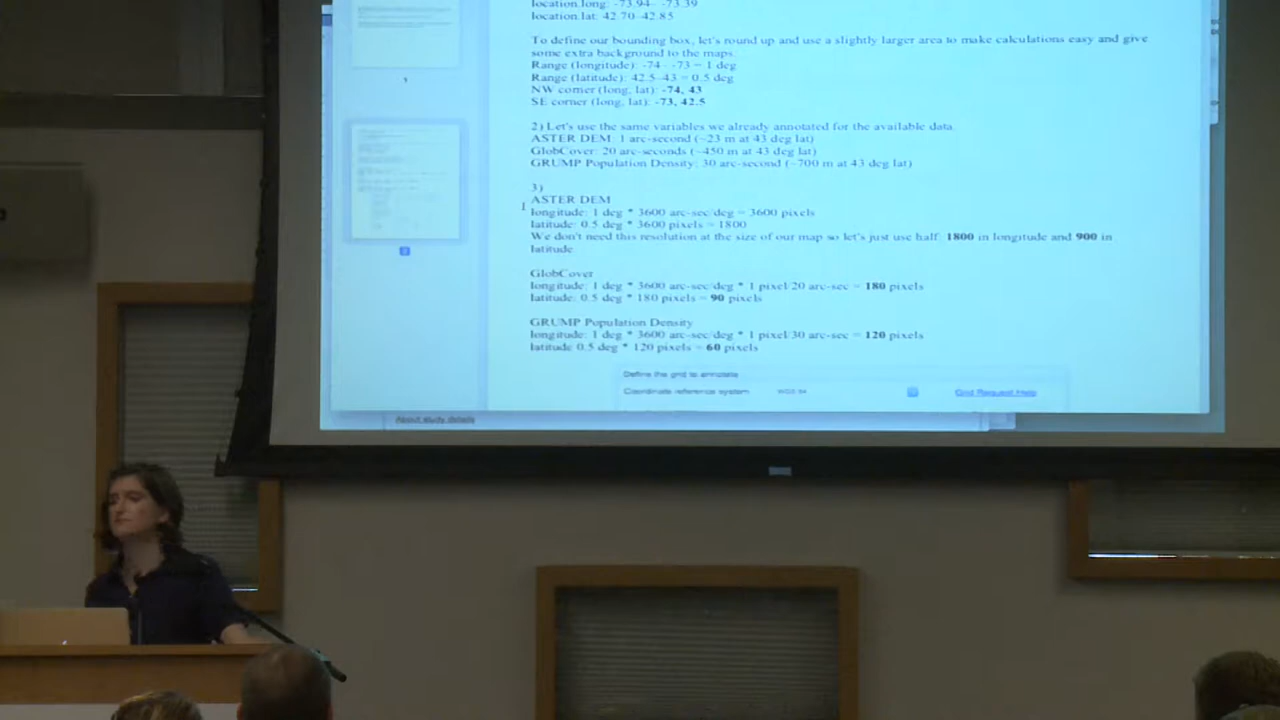 location.long: -73.94- -73.39
location.lat: 42.70-42.85
To define our bounding box, let's round up and use a slightly larger area to make calculations easy and give
some extra background to the maps.
Range (longitude): -74- -73 = 1 deg
Range (latitude): 42.5-43 = 0.5 deg
NW corner (long, lat): -74, 43
SE corner (long, lat): -73, 42.5
2) Let's use the same variables we already annotated for the available data.
ASTER DEM: 1 arc-second (~23 m at 43 deg lat)
GlobCover: 20 arc-seconds (~450 m at 43 deg lat)
GRUMP Population Density: 30 arc-second (~700 m at 43 deg lat)
3)
ASTER DEM
longitude: 1 deg * 3600 arc-sec/deg = 3600 pixels
latitude: 0.5 deg * 3600 pixels = 1800
We don't need this resolution at the size of our map so let's just use half: 1800 in longitude and 900 in
latitude.
GlobCover
longitude: 1 deg * 3600 arc-sec/deg * 1 pixel/20 arc-sec = 180 pixels
latitude: 0.5 deg * 180 pixels = 90 pixels
GRUMP Population Density
longitude: 1 deg * 3600 arc-sec/deg * 1 pixel/30 arc-sec = 120 pixels
latitude 0.5 deg * 120 pixels = 60 pixels
Define the grid to annotate
Coordinate reference system WGS 84 Grid Request Help
About study details
1
2